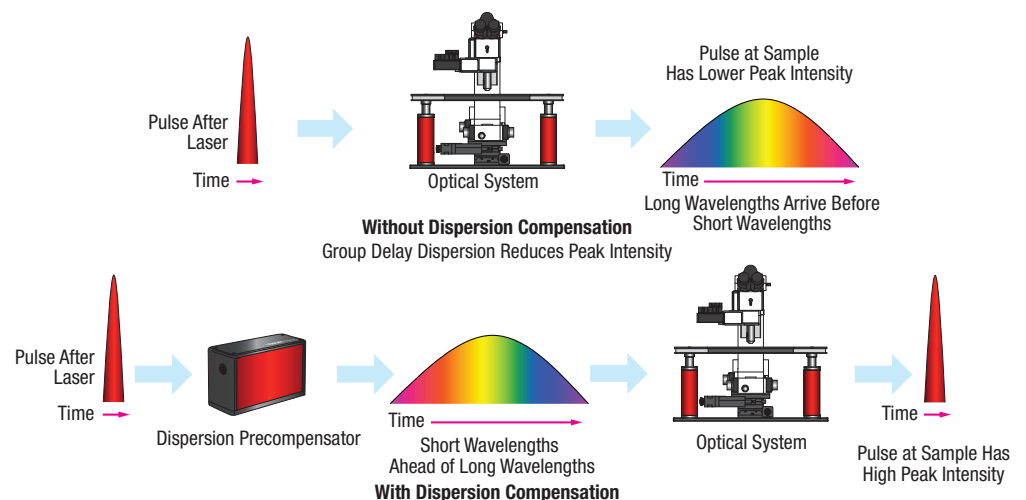 Pulse After
Laser
Time
Optical System
Pulse at Sample
Has Lower Peak Intensity
Time
Long Wavelengths Arrive Before
Short Wavelengths
Without Dispersion Compensation
Group Delay Dispersion Reduces Peak Intensity
Pulse After
Laser
Time
Dispersion Precompensator
Time
Short Wavelengths
Ahead of Long Wavelengths
Optical System
Time
Pulse at Sample Has
High Peak Intensity
With Dispersion Compensation